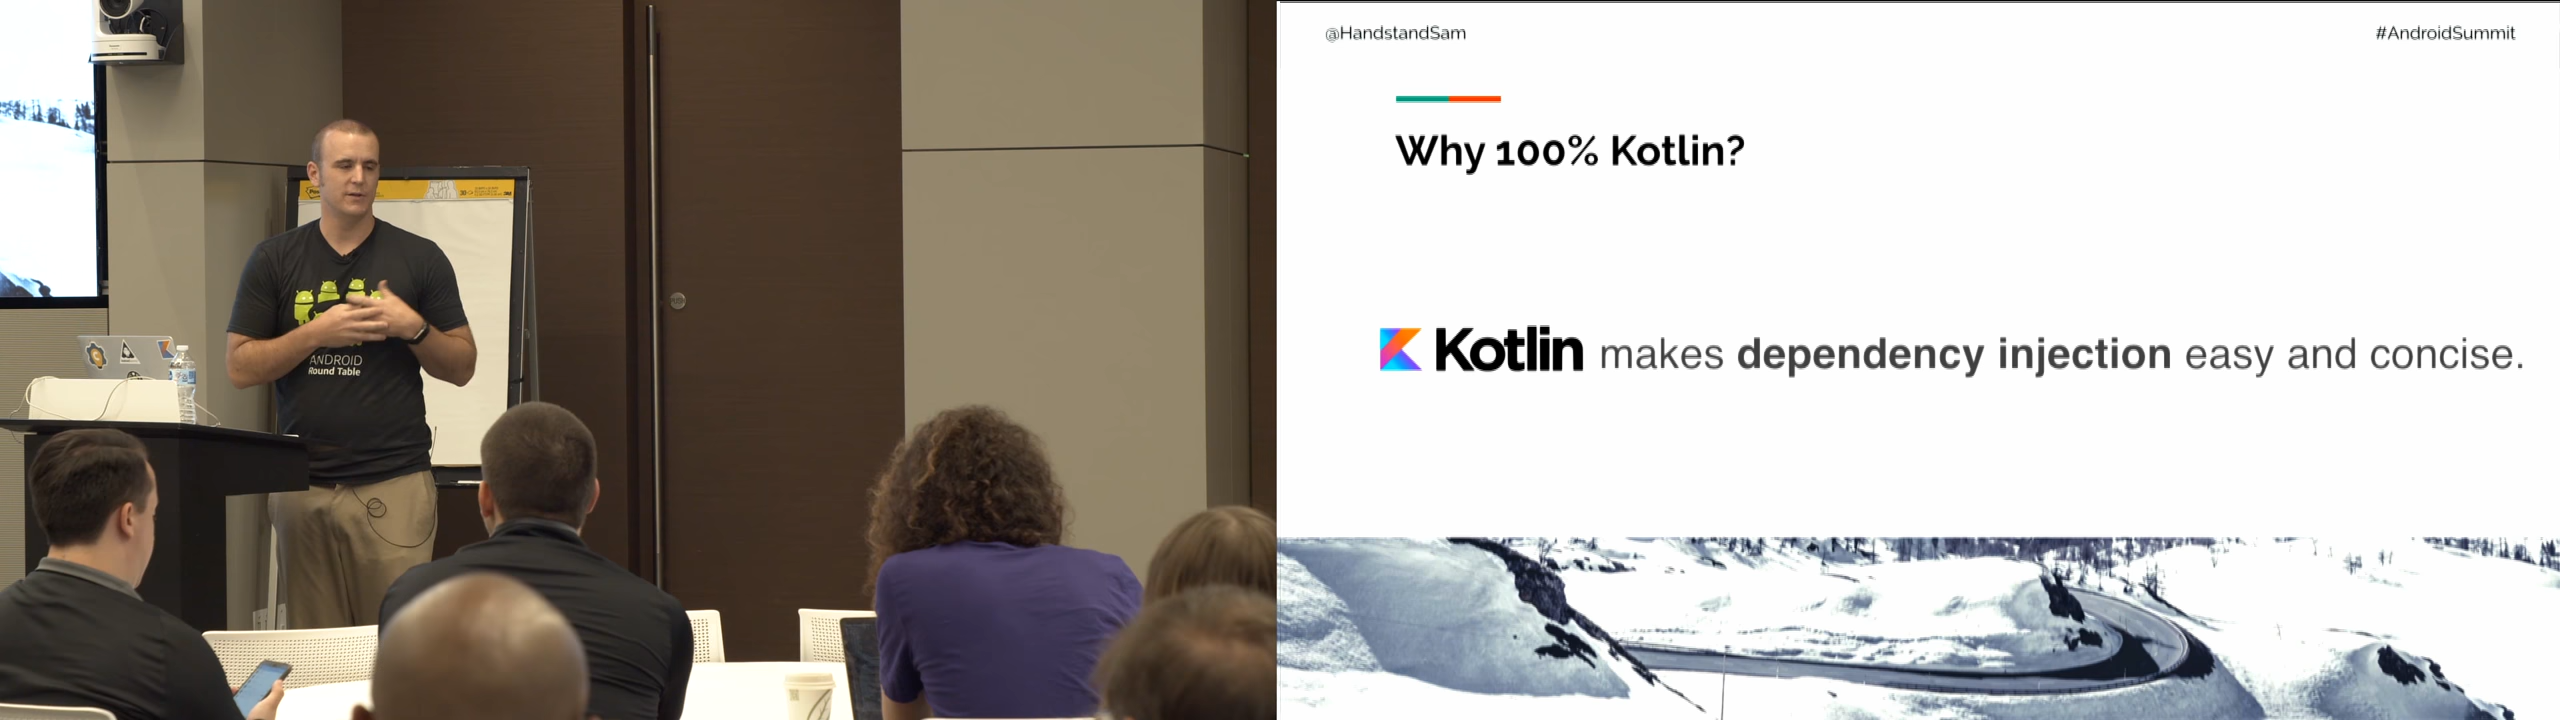 @HandstandSam
#AndroidSummit
Why 100% Kotlin?
Kotlin makes dependency injection easy and concise.
ANDROID
Round Table